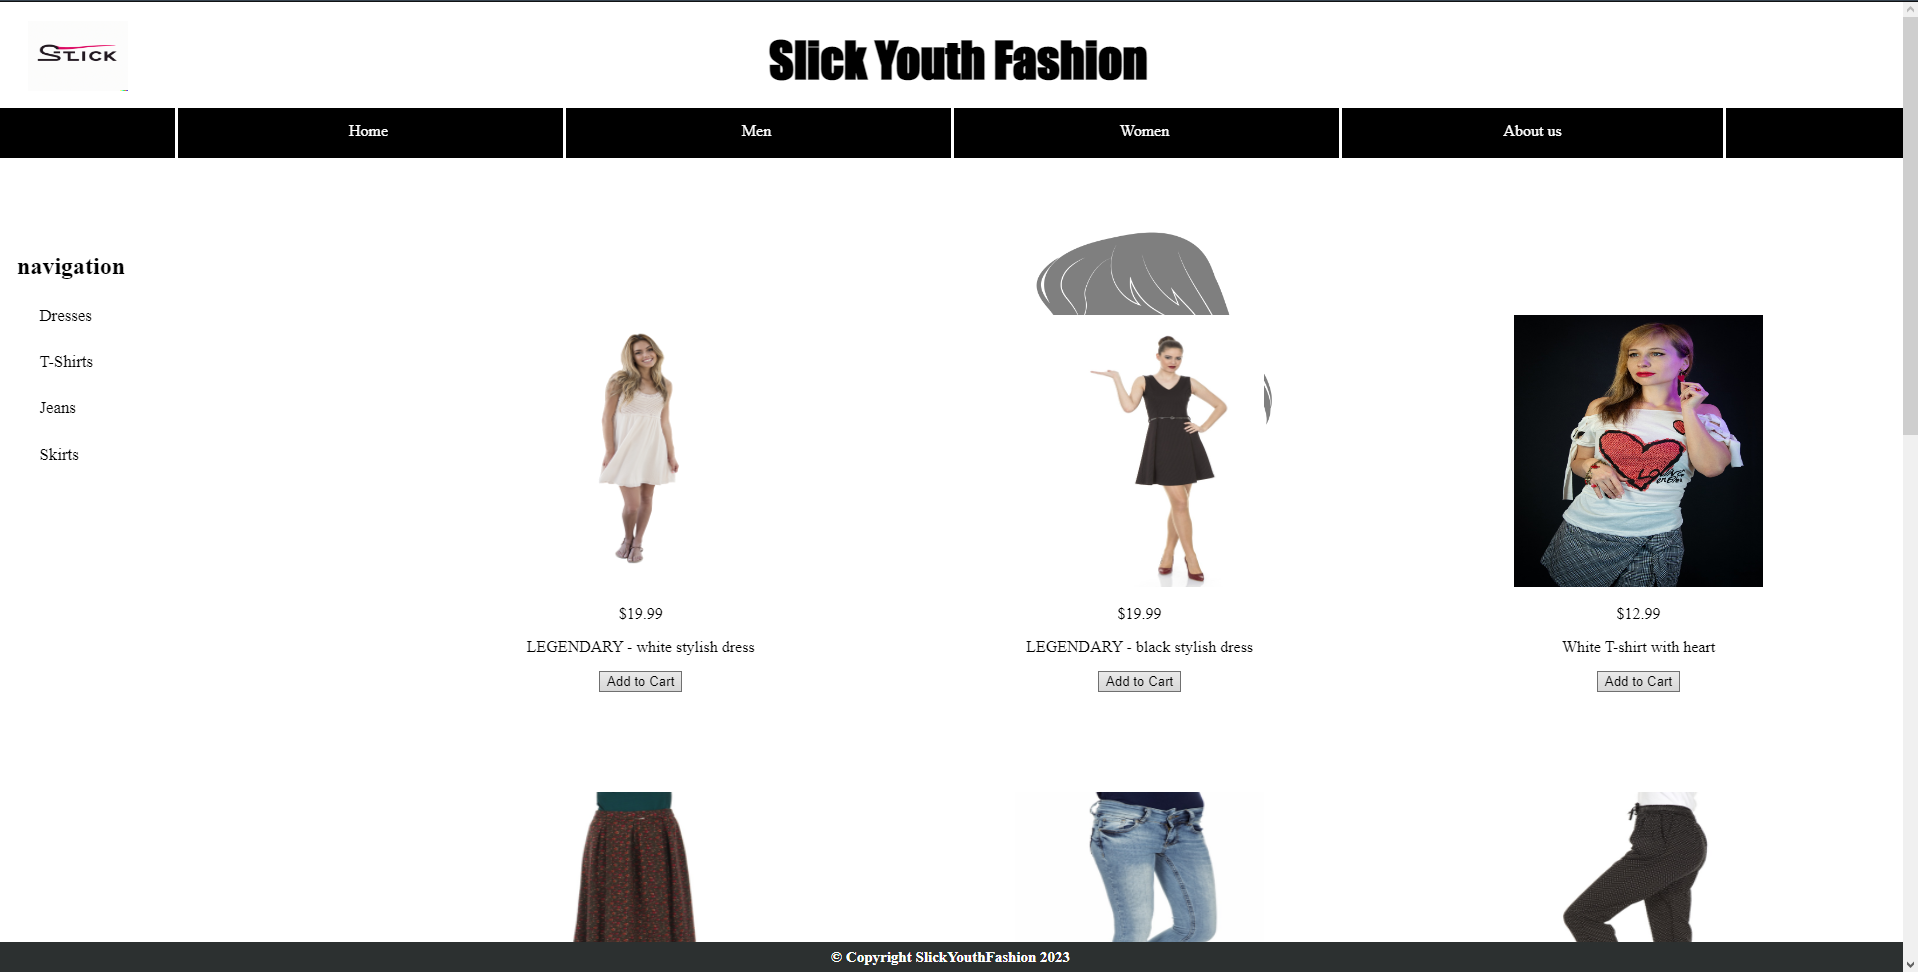 SLICK
Slick Youth Fashion
Home Men Women About us
navigation
Dresses
T-Shirts
Jeans
Skirts
$19.99 $19.99 $12.99
LEGENDARY - white stylish dress LEGENDARY - black stylish dress White T-shirt with heart
Add to Cart Add to Cart Add to Cart
© Copyright SlickYouthFashion 2023